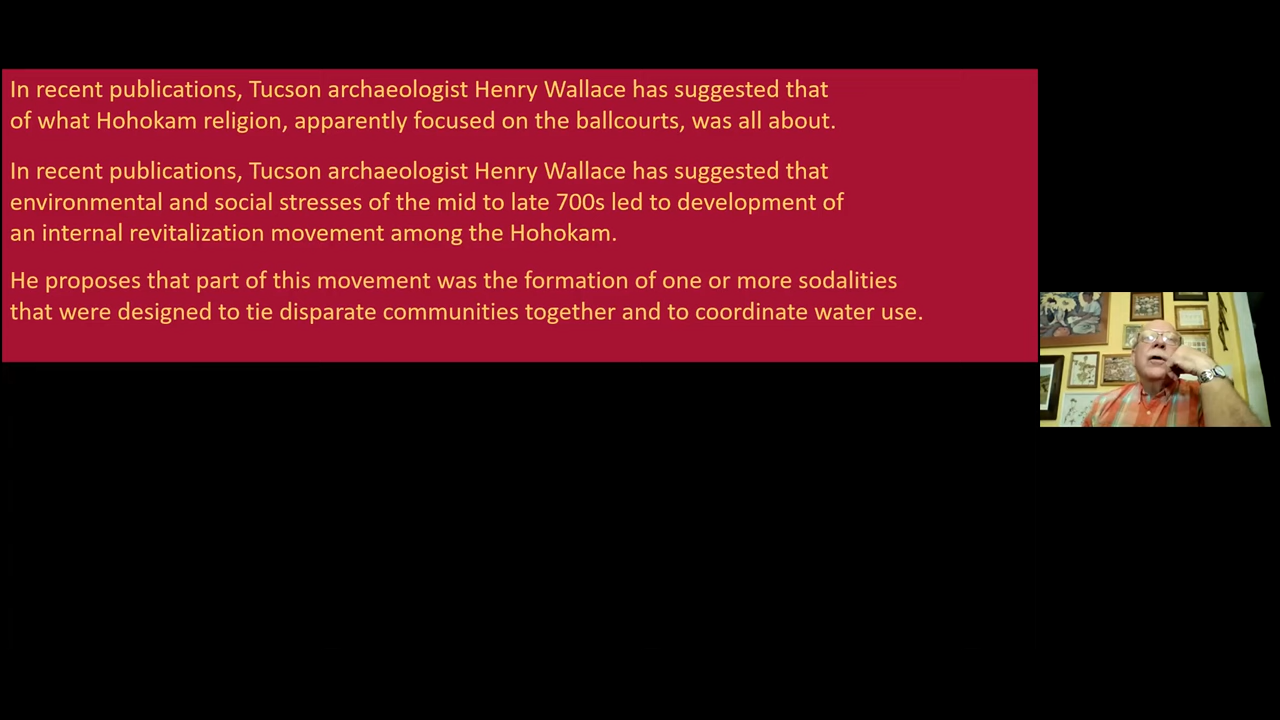 In recent publications, Tucson archaeologist Henry Wallace has suggested that
of what Hohokam religion, apparently focused on the ballcourts, was all about.
In recent publications, Tucson archaeologist Henry Wallace has suggested that
environmental and social stresses of the mid to late 700s led to development of
an internal revitalization movement among the Hohokam.
He proposes that part of this movement was the formation of one or more sodalities
that were designed to tie disparate communities together and to coordinate water use.